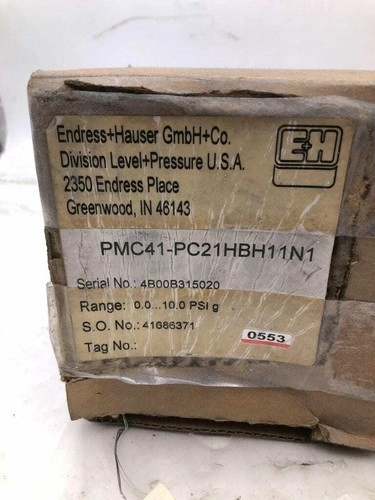 Endress+Hauser GmbH+Co.
Division Level+Pressure U.S.A.
2350 Endress Place
Greenwood, IN 46143
E+H
PMC41-PC21HBH11N1
Serial No.: 4B00B315020
Range: 0.0...10.0 PSI g
S.O. No.: 41686371
Tag No.:
0553